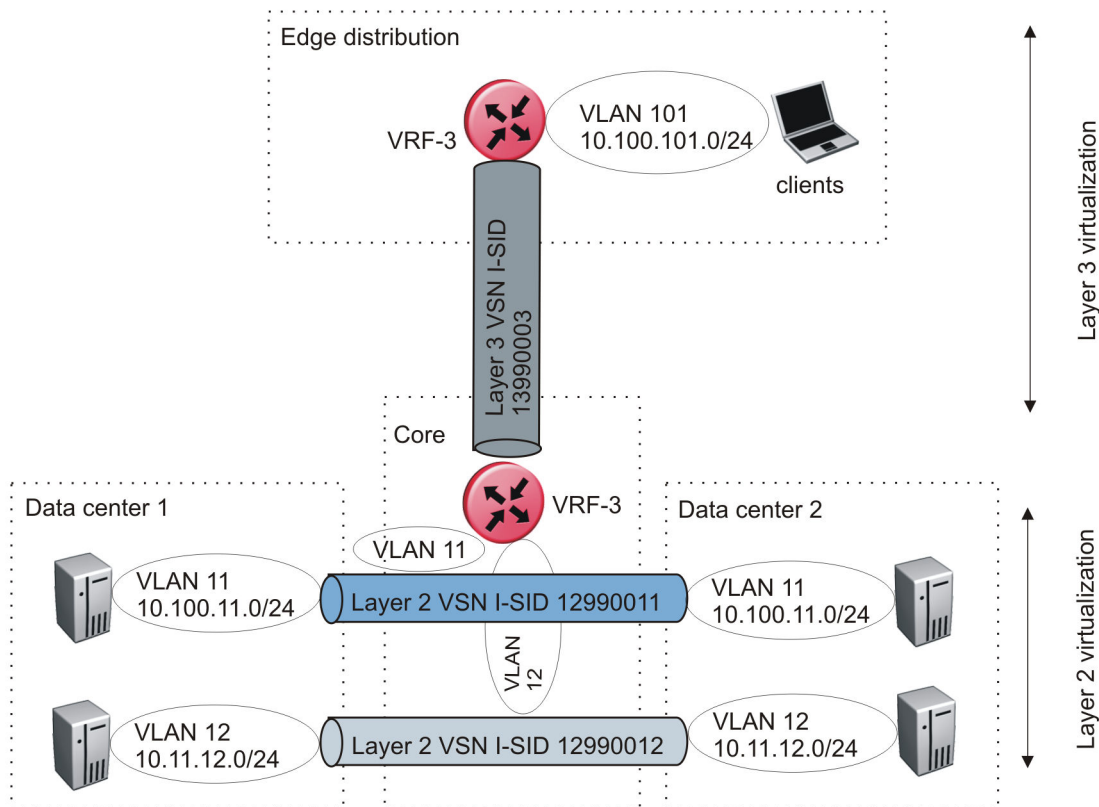 Edge distribution
VRF-3
VLAN 101
10.100.101.0/24
clients
Layer 3 VSN I-SID
13990003
Layer 3 virtualization
Core
VRF-3
Data center 1
Data center 2
VLAN 11
VLAN 11
10.100.11.0/24
Layer 2 VSN I-SID 12990011
VLAN 11
10.100.11.0/24
VLAN
12
VLAN 12
10.11.12.0/24
Layer 2 VSN I-SID 12990012
VLAN 12
10.11.12.0/24
Layer 2 virtualization